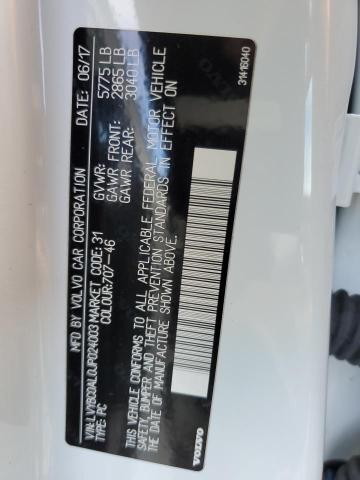 MFD BY VOLVO CAR CORPORATION DATE: 06/17
GVWR: 5775 LB
GAWR FRONT: 2865 LB
GAWR REAR: 3040 LB
VIN:LVYBC0AL0JP024003 MARKET CODE: 31
TYPE: PC COLOUR:707-46
THIS VEHICLE CONFORMS TO ALL APPLICABLE FEDERAL MOTOR VEHICLE
SAFETY, BUMPER AND THEFT PREVENTION STANDARDS IN EFFECT ON
THE DATE OF MANUFACTURE SHOWN ABOVE.
VOLVO
31416040